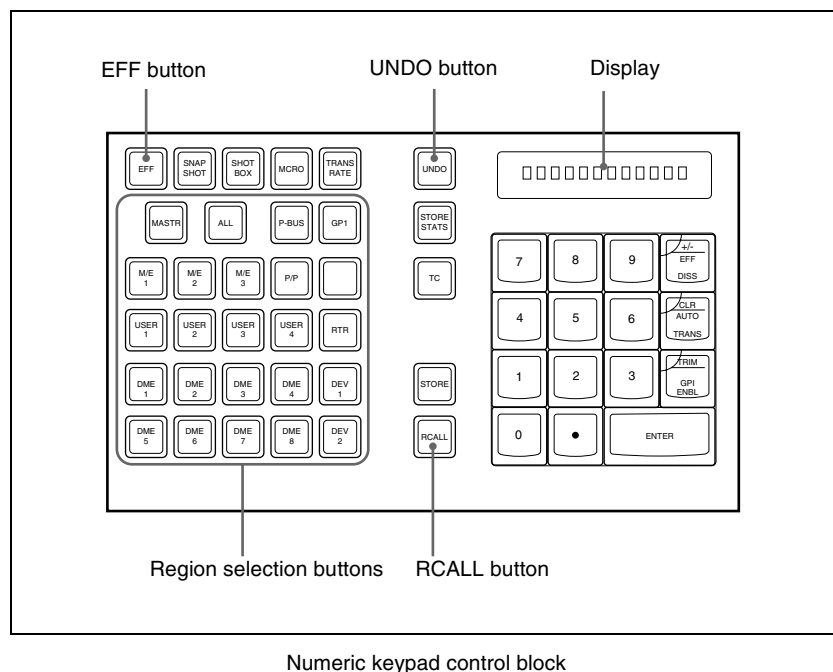 EFF button UNDO button Display
EFF SNAP SHOT SHOT BOX MCRO TRANS RATE UNDO
MASTR ALL P-BUS GP1 STORE STATS
M/E 1 M/E 2 M/E 3 P/P TC 7 8 9 +/- EFF DISS
USER 1 USER 2 USER 3 USER 4 RTR 4 5 6 CLR AUTO TRANS
DME 1 DME 2 DME 3 DME 4 DEV 1 STORE 1 2 3 TRIM GPI ENBL
DME 5 DME 6 DME 7 DME 8 DEV 2 RCALL 0 • ENTER
Region selection buttons RCALL button
Numeric keypad control block